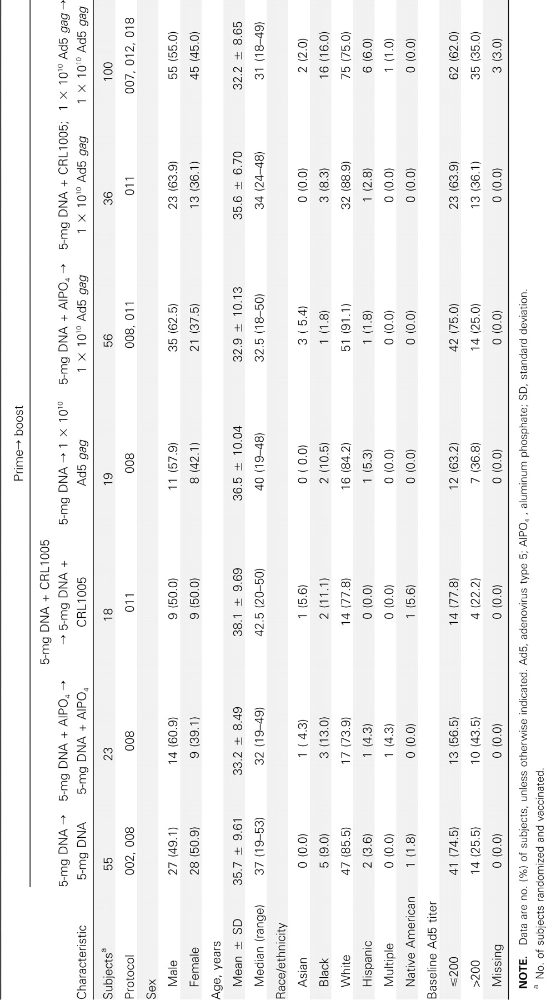 Prime→ boost
5-mg DNA + CRL1005
5-mg DNA → 5-mg DNA + AlPO4 → → 5-mg DNA + 5-mg DNA → 1 × 10^10 5-mg DNA + AlPO4 → 5-mg DNA + CRL1005; 1 × 10^10 Ad5 gag →
Characteristic 5-mg DNA 5-mg DNA + AlPO4 CRL1005 Ad5 gag 1 × 10^10 Ad5 gag 1 × 10^10 Ad5 gag 1 × 10^10 Ad5 gag
Subjects^a 55 23 18 19 56 36 100
Protocol 002, 008 008 011 008 008, 011 011 007, 012, 018
Sex
Male 27 (49.1) 14 (60.9) 9 (50.0) 11 (57.9) 35 (62.5) 23 (63.9) 55 (55.0)
Female 28 (50.9) 9 (39.1) 9 (50.0) 8 (42.1) 21 (37.5) 13 (36.1) 45 (45.0)
Age, years
Mean ± SD 35.7 ± 9.61 33.2 ± 8.49 38.1 ± 9.69 36.5 ± 10.04 32.9 ± 10.13 35.6 ± 6.70 32.2 ± 8.65
Median (range) 37 (19–53) 32 (19–49) 42.5 (20–50) 40 (19–48) 32.5 (18–50) 34 (24–48) 31 (18–49)
Race/ethnicity
Asian 0 (0.0) 1 ( 4.3) 1 (5.6) 0 ( 0.0) 3 ( 5.4) 0 (0.0) 2 (2.0)
Black 5 (9.0) 3 (13.0) 2 (11.1) 2 (10.5) 1 (1.8) 3 (8.3) 16 (16.0)
White 47 (85.5) 17 (73.9) 14 (77.8) 16 (84.2) 51 (91.1) 32 (88.9) 75 (75.0)
Hispanic 2 (3.6) 1 (4.3) 0 (0.0) 1 (5.3) 1 (1.8) 1 (2.8) 6 (6.0)
Multiple 0 (0.0) 1 (4.3) 0 (0.0) 0 (0.0) 0 (0.0) 0 (0.0) 1 (1.0)
Native American 1 (1.8) 0 (0.0) 1 (5.6) 0 (0.0) 0 (0.0) 0 (0.0) 0 (0.0)
Baseline Ad5 titer
≤200 41 (74.5) 13 (56.5) 14 (77.8) 12 (63.2) 42 (75.0) 23 (63.9) 62 (62.0)
>200 14 (25.5) 10 (43.5) 4 (22.2) 7 (36.8) 14 (25.0) 13 (36.1) 35 (35.0)
Missing 0 (0.0) 0 (0.0) 0 (0.0) 0 (0.0) 0 (0.0) 0 (0.0) 3 (3.0)
NOTE. Data are no. (%) of subjects, unless otherwise indicated. Ad5, adenovirus type 5; AlPO4 , aluminum phosphate; SD, standard deviation.
a No. of subjects randomized and vaccinated.